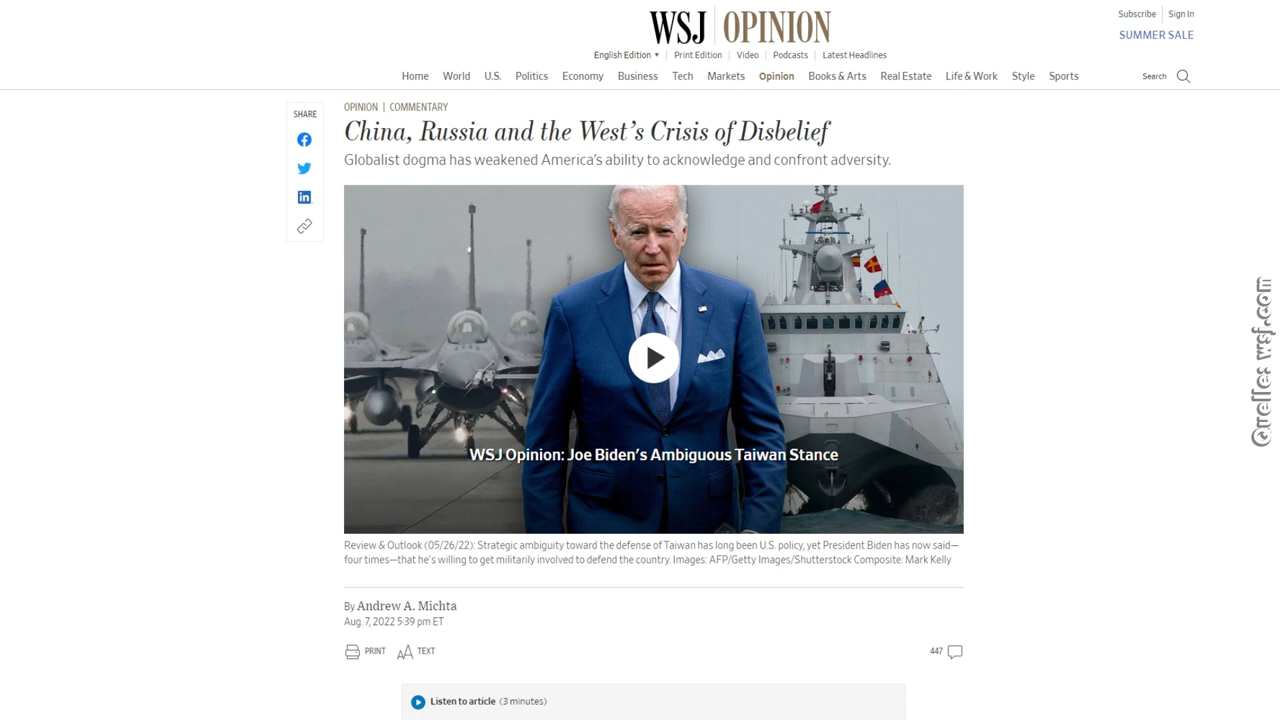 WSJ OPINION
Subscribe Sign In
SUMMER SALE
English Edition Print Edition Video Podcasts Latest Headlines
Home World U.S. Politics Economy Business Tech Markets Opinion Books & Arts Real Estate Life & Work Style Sports
Search
SHARE
OPINION | COMMENTARY
China, Russia and the West's Crisis of Disbelief
Globalist dogma has weakened America's ability to acknowledge and confront adversity.
WSJ Opinion: Joe Biden's Ambiguous Taiwan Stance
Review & Outlook (05/26/22): Strategic ambiguity toward the defense of Taiwan has long been U.S. policy, yet President Biden has now said—
four times—that he's willing to get militarily involved to defend the country. Images: AFP/Getty Images/Shutterstock Composite: Mark Kelly
By Andrew A. Michta
Aug. 7, 2022 5:39 pm ET
PRINT TEXT
447
Listen to article (3 minutes)